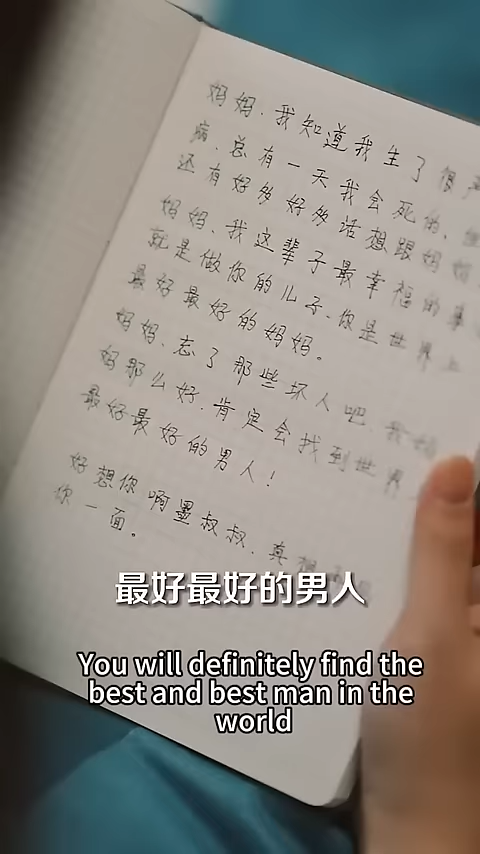 妈妈.我知道我生了很
病.总有一天我会死的.
还有好多好多话想跟妈妈
妈妈.我这辈子最幸福的事
就是做你的儿子.你是世界上
最好最好的妈妈。
妈妈.忘了那些坏人吧.我妈
妈那么好.肯定会找到世界
最好最好的男人!
好想你啊墨叔叔.真想
你一面。
最好最好的男人
You will definitely find the
best and best man in the
world